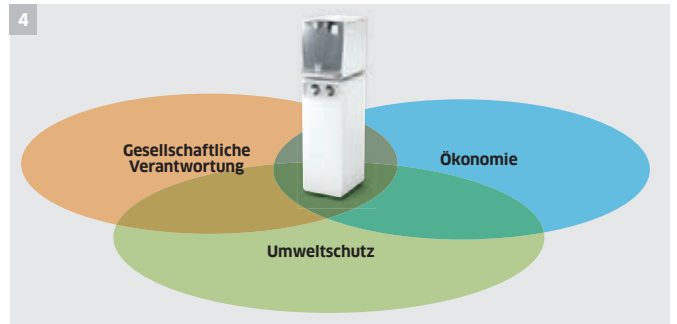 4
Gesellschaftliche
Verantwortung
Ökonomie
Umweltschutz